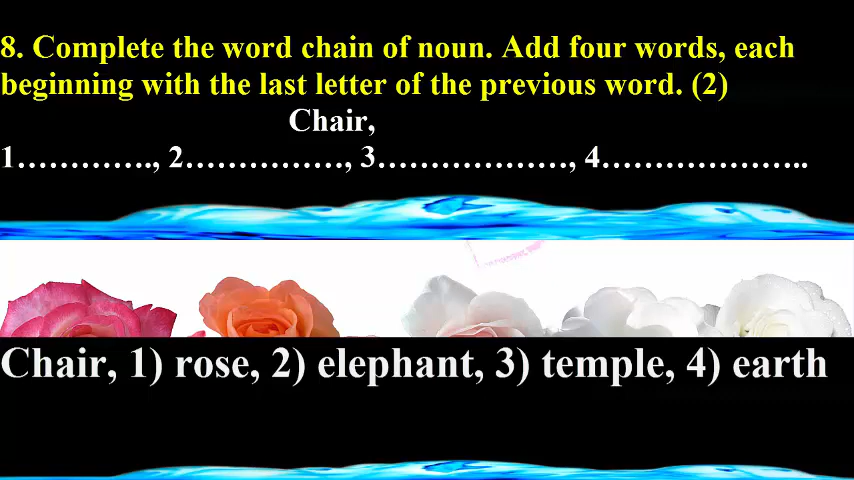 8. Complete the word chain of noun. Add four words, each
beginning with the last letter of the previous word. (2)
Chair,
1…………., 2……………, 3………………, 4………………..
Chair, 1) rose, 2) elephant, 3) temple, 4) earth